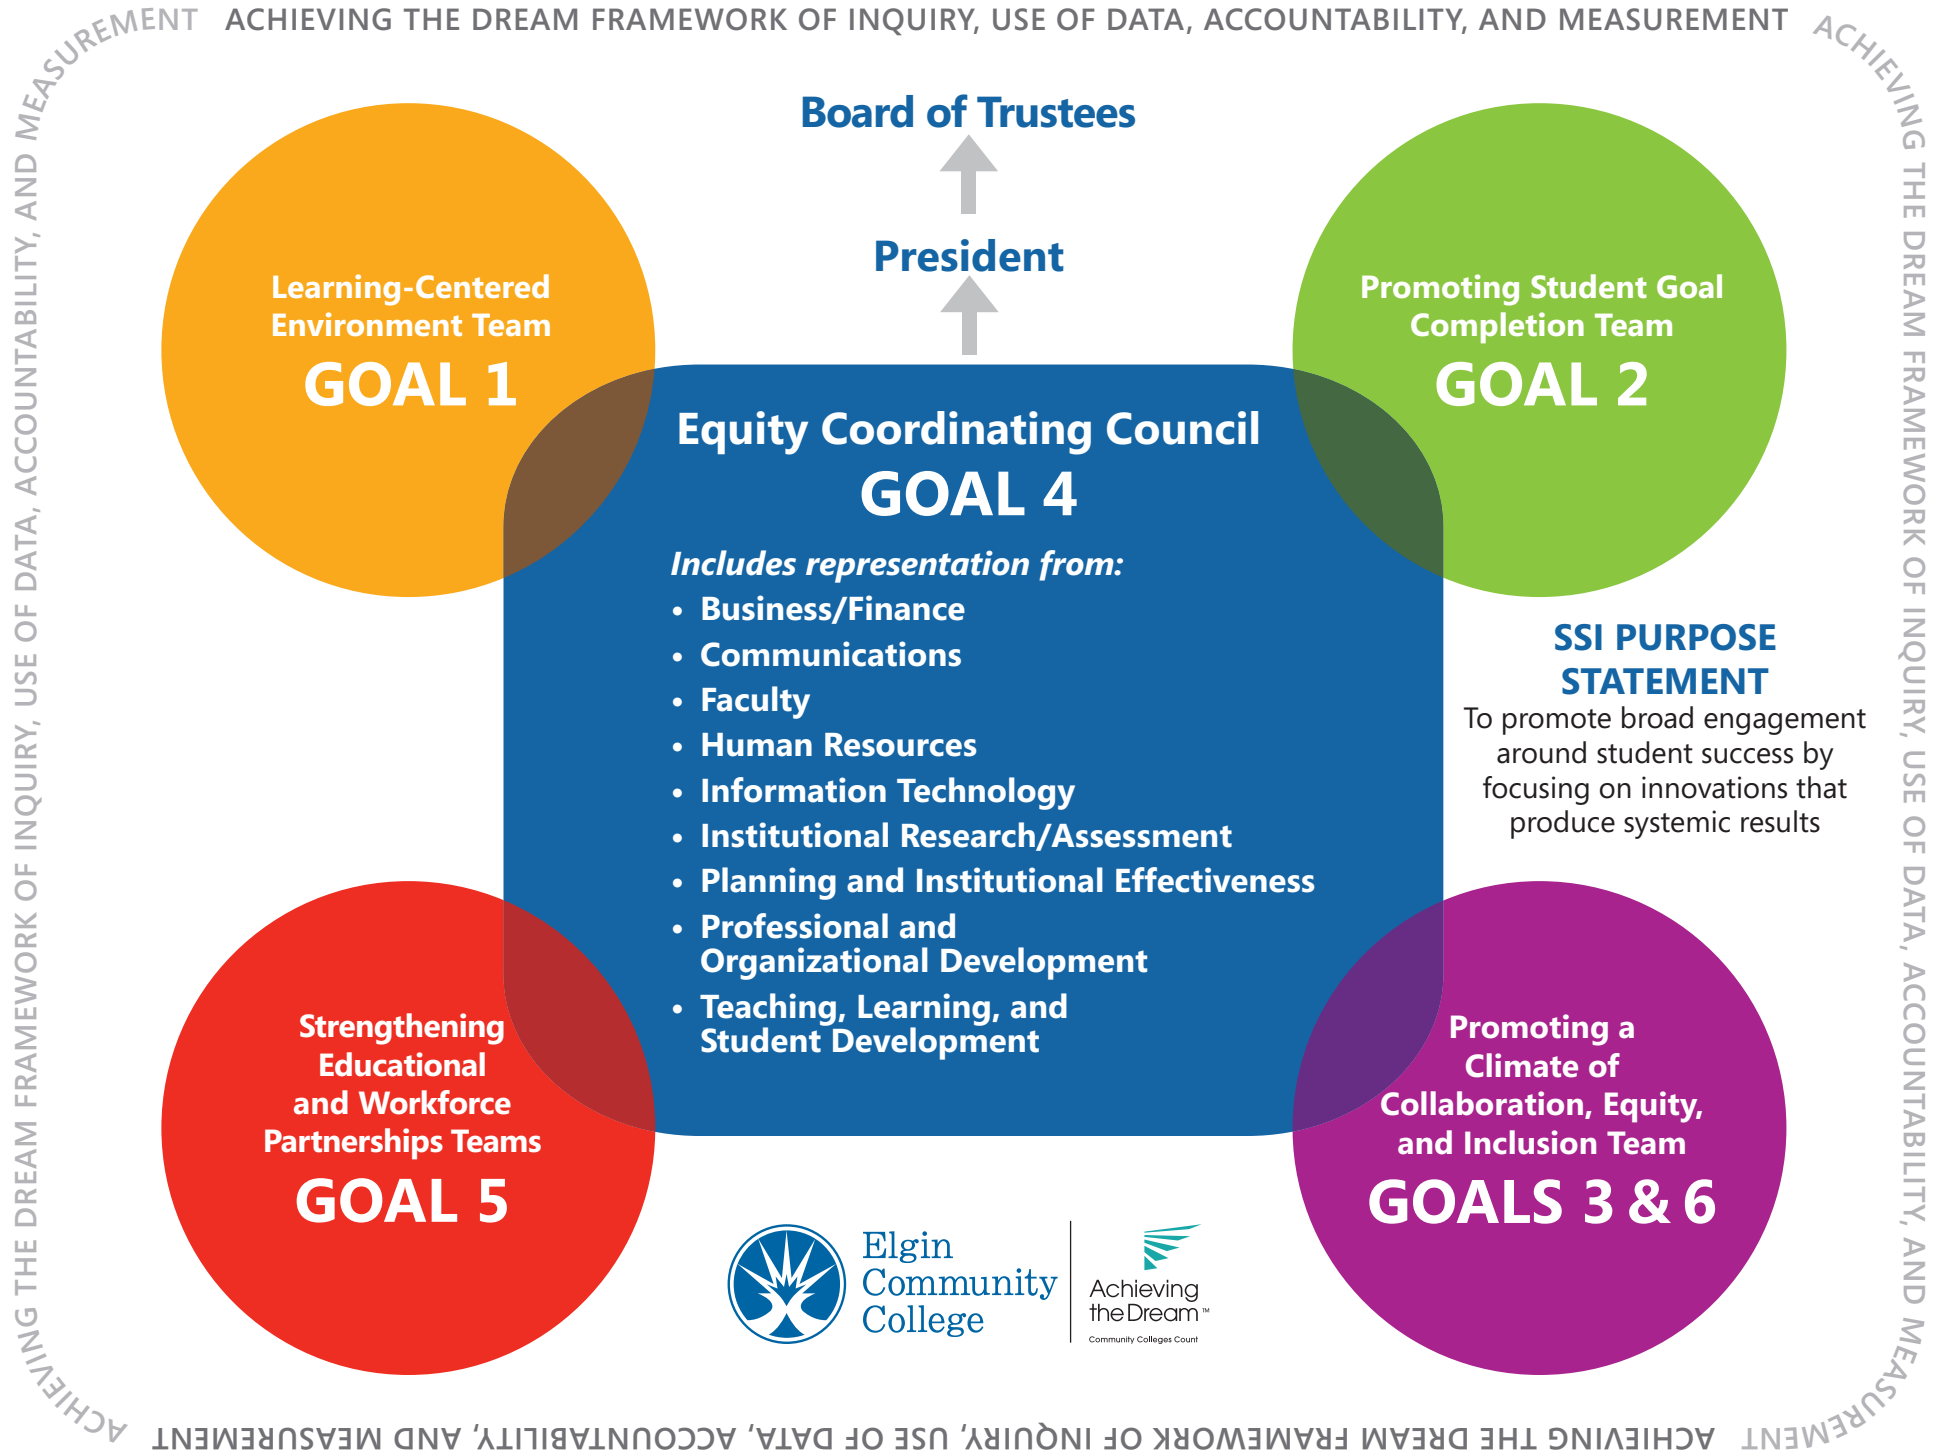 ACHIEVING THE DREAM FRAMEWORK OF INQUIRY, USE OF DATA, ACCOUNTABILITY, AND MEASUREMENT
ACHIEVING THE DREAM FRAMEWORK OF INQUIRY, USE OF DATA, ACCOUNTABILITY, AND MEASUREMENT
Board of Trustees
President
Learning-Centered
Environment Team
GOAL 1
Promoting Student Goal
Completion Team
GOAL 2
Equity Coordinating Council
GOAL 4
Includes representation from:
• Business/Finance
• Communications
• Faculty
• Human Resources
• Information Technology
• Institutional Research/Assessment
• Planning and Institutional Effectiveness
• Professional and
Organizational Development
• Teaching, Learning, and
Student Development
SSI PURPOSE
STATEMENT
To promote broad engagement
around student success by
focusing on innovations that
produce systemic results
Strengthening
Educational
and Workforce
Partnerships Teams
GOAL 5
Promoting a
Climate of
Collaboration, Equity,
and Inclusion Team
GOALS 3 & 6
Elgin
Community
College
Achieving
the Dream™
Community Colleges Count
ACHIEVING THE DREAM FRAMEWORK OF INQUIRY, USE OF DATA, ACCOUNTABILITY, AND MEASUREMENT
ACHIEVING THE DREAM FRAMEWORK OF INQUIRY, USE OF DATA, ACCOUNTABILITY, AND MEASUREMENT